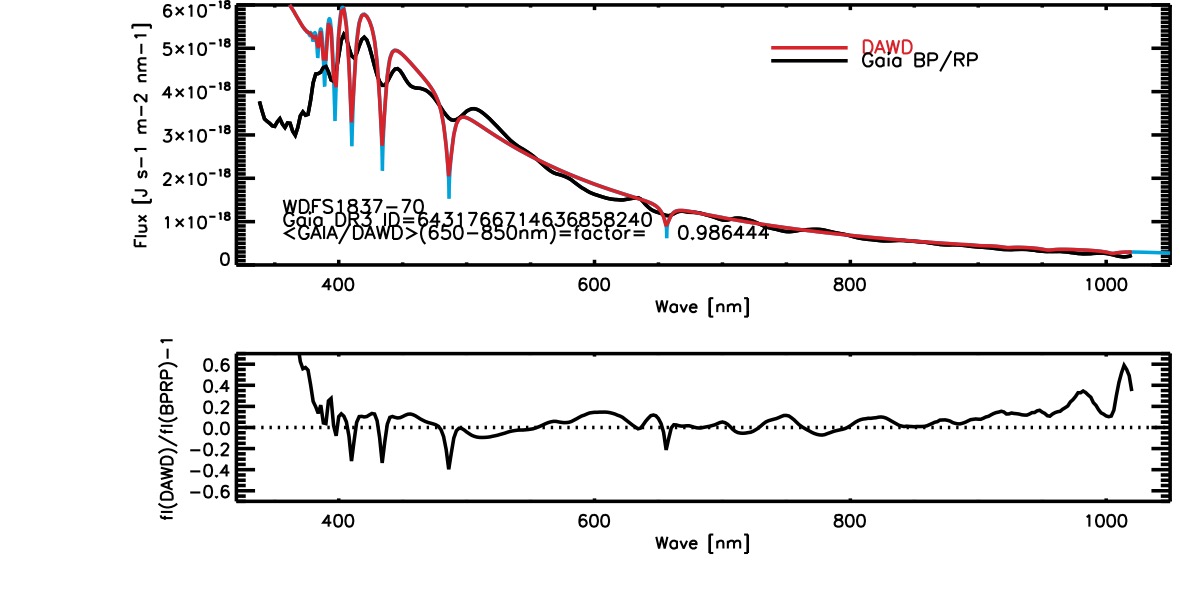 6×10⁻¹⁸
5×10⁻¹⁸
4×10⁻¹⁸
3×10⁻¹⁸
2×10⁻¹⁸
1×10⁻¹⁸
0
Flux [J s−1 m−2 nm−1]
DAWD
Gaia BP/RP
WDFS1837−70
Gaia DR3 ID=6431766714636858240
<GAIA/DAWD>(650−850nm)=factor= 0.986444
400 600 800 1000
Wave [nm]
fl(DAWD)/fl(BPRP)−1
0.6
0.4
0.2
0.0
−0.2
−0.4
−0.6
400 600 800 1000
Wave [nm]